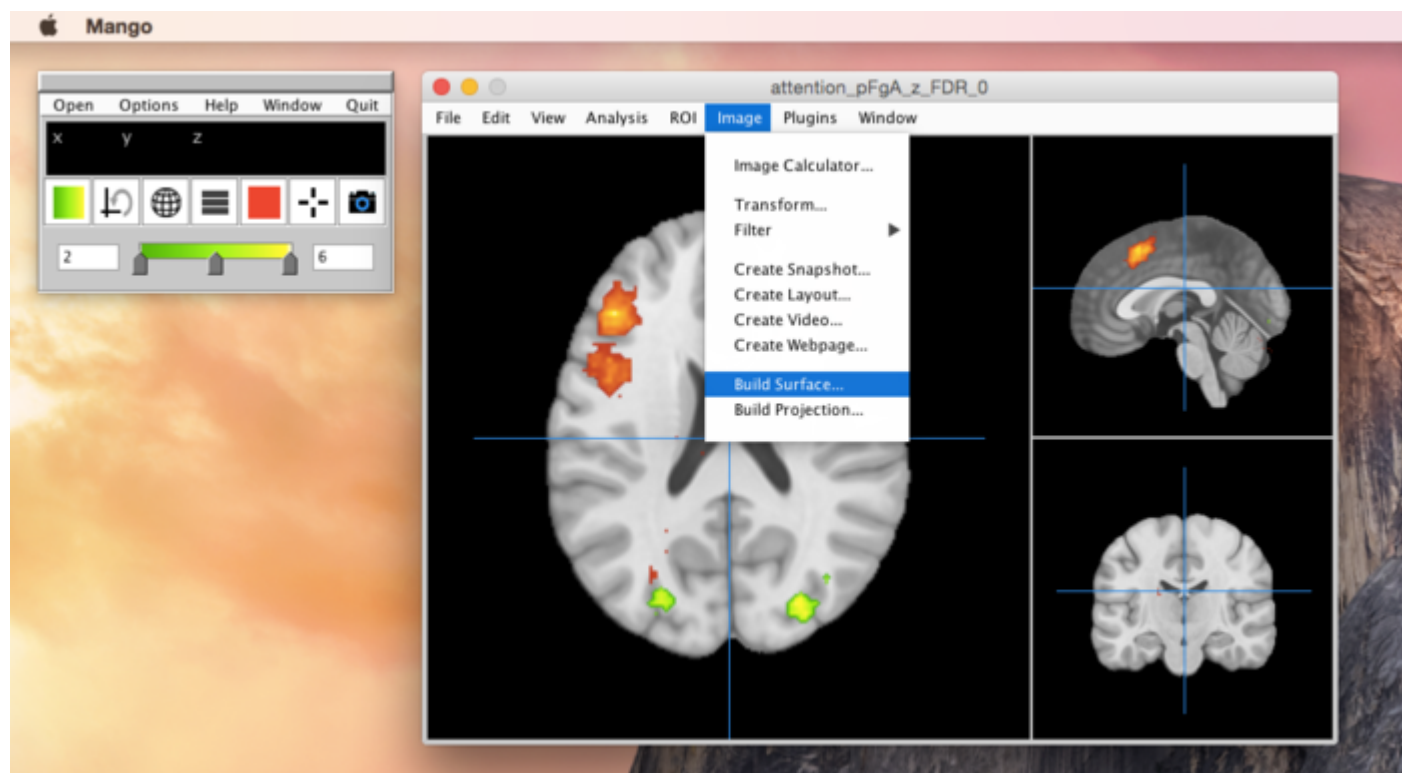 Mango
Open Options Help Window Quit
x y z
2 6
attention_pFgA_z_FDR_0
File Edit View Analysis ROI Image Plugins Window
Image Calculator...
Transform...
Filter
Create Snapshot...
Create Layout...
Create Video...
Create Webpage...
Build Surface...
Build Projection...